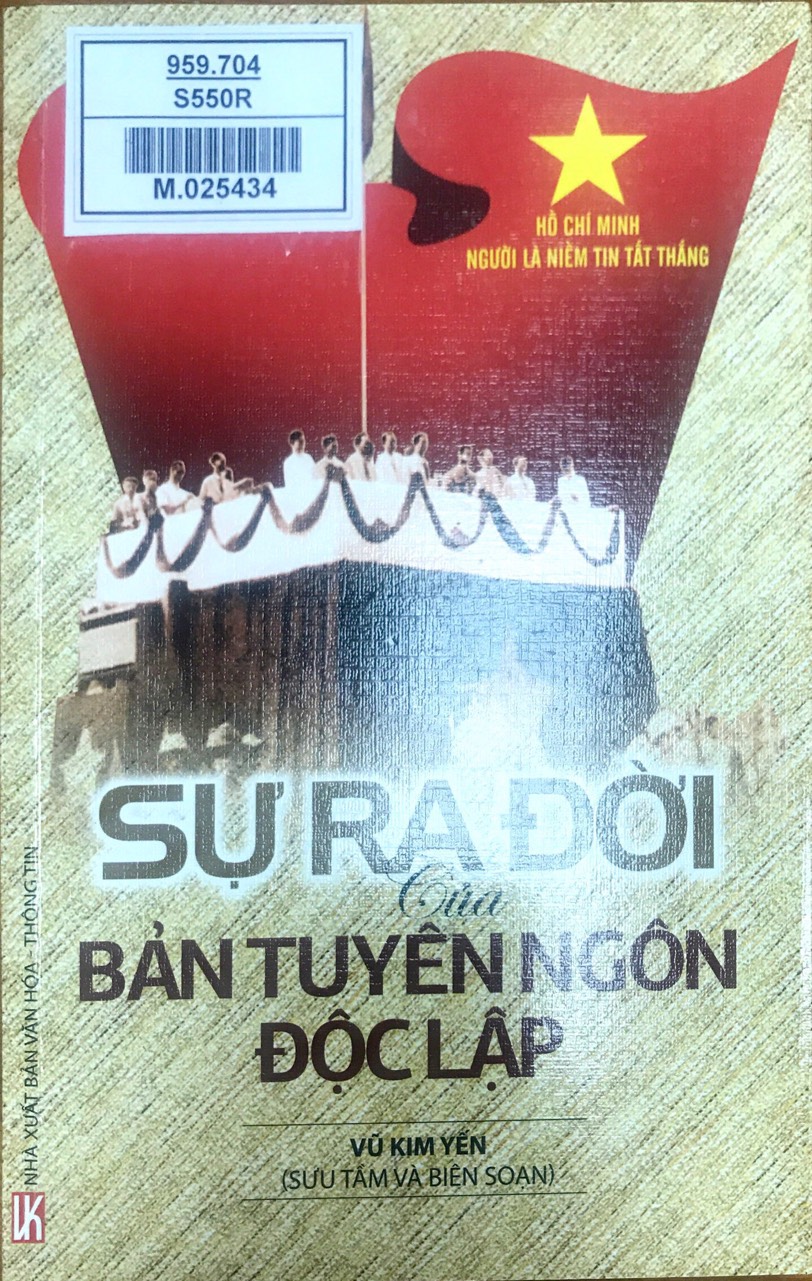 959.704
S550R
M.025434
HỒ CHÍ MINH
NGƯỜI LÀ NIỀM TIN TẤT THẮNG
SỰ RA ĐỜI
Của
BẢN TUYÊN NGÔN
ĐỘC LẬP
VŨ KIM YẾN
(SƯU TẦM VÀ BIÊN SOẠN)
NHÀ XUẤT BẢN VĂN HÓA - THÔNG TIN
VK